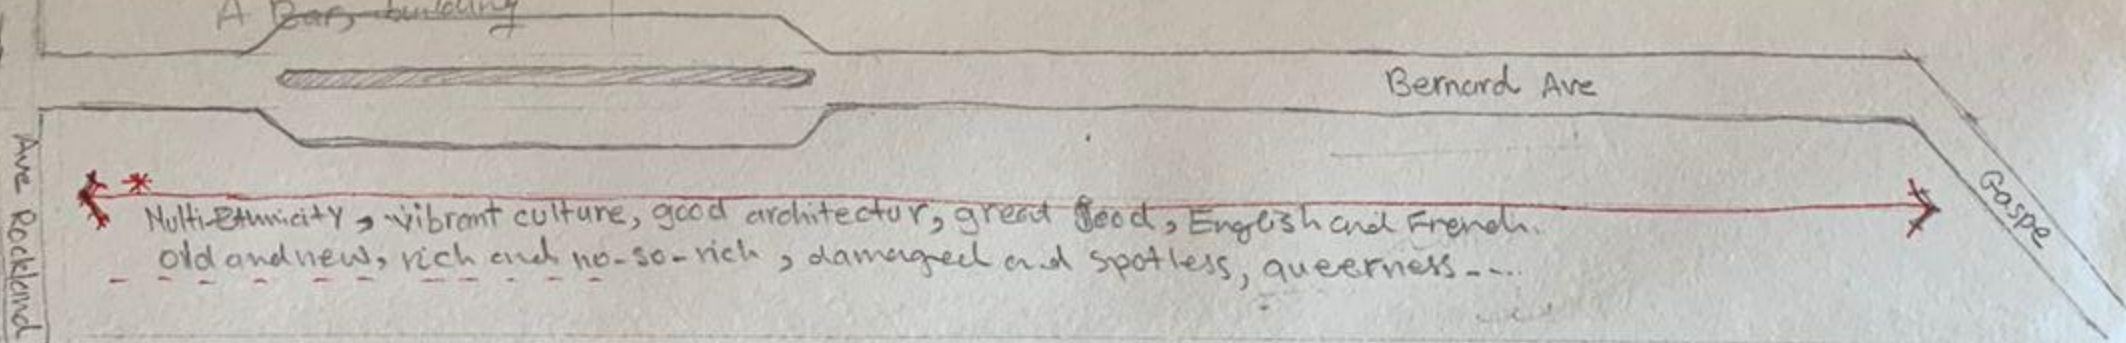 A Bar, building
Bernard Ave
Ave Rockland
Gaspe
Multi-Ethnicity, vibrant culture, good architectur, great food, English and French.
old and new, rich and no-so-rich, damaged and spotless, queerness-....